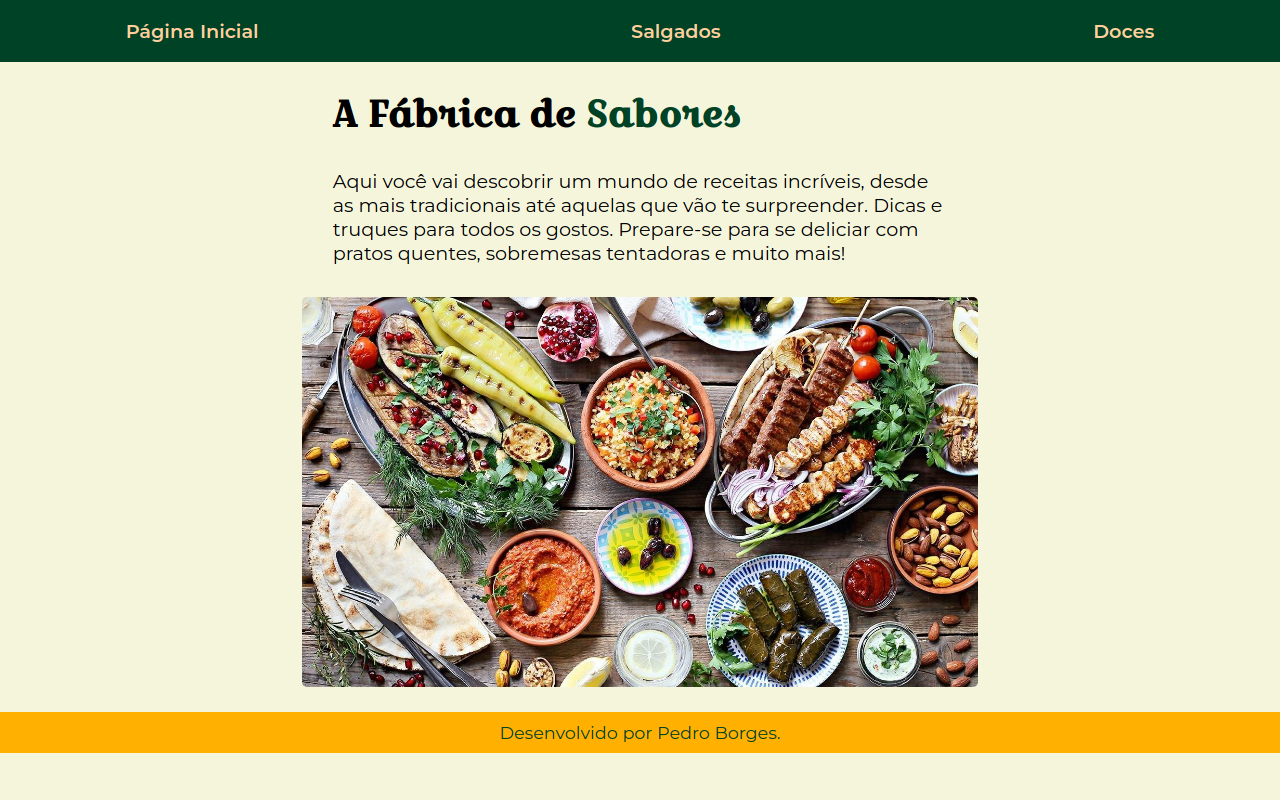 Página Inicial
Salgados
Doces
A Fábrica de Sabores
Aqui você vai descobrir um mundo de receitas incríveis, desde
as mais tradicionais até aquelas que vão te surpreender. Dicas e
truques para todos os gostos. Prepare-se para se deliciar com
pratos quentes, sobremesas tentadoras e muito mais!
Desenvolvido por Pedro Borges.